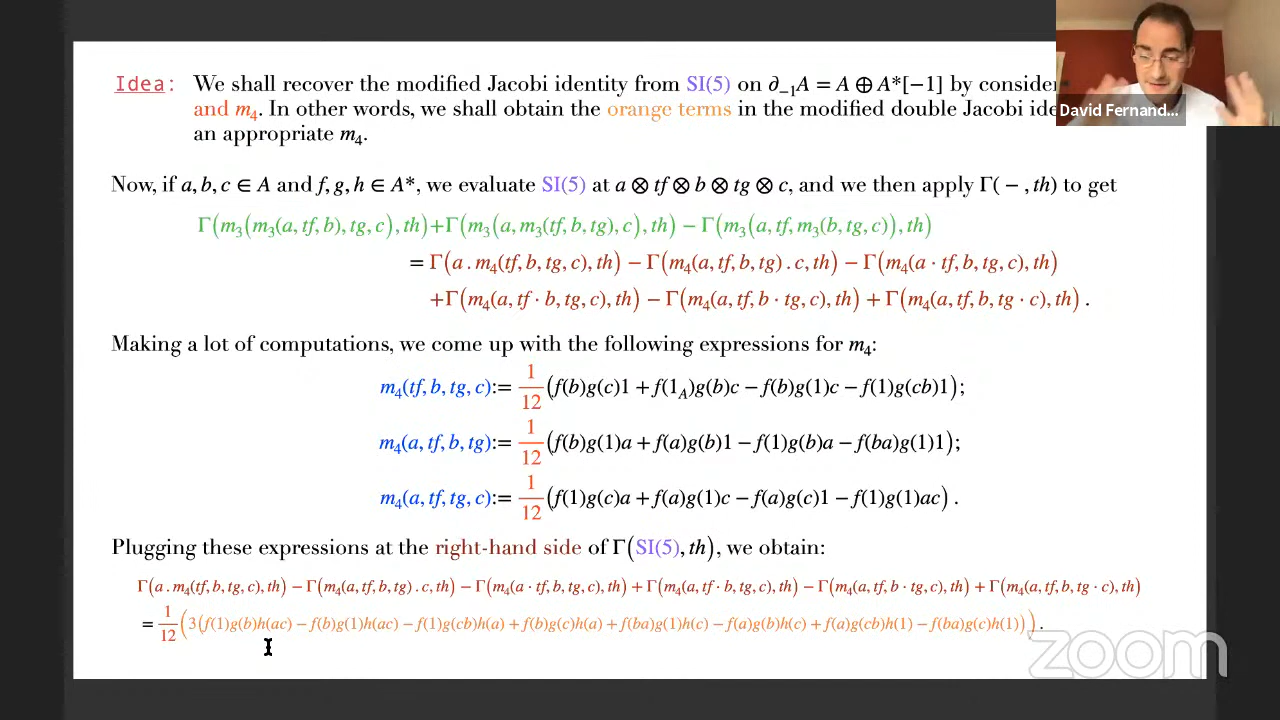 Idea: We shall recover the modified Jacobi identity from SI(5) on ∂₋₁A = A ⊕ A*[−1] by consider
and m₄. In other words, we shall obtain the orange terms in the modified double Jacobi ide
an appropriate m₄.
David Fernand...
Now, if a, b, c ∈ A and f, g, h ∈ A*, we evaluate SI(5) at a ⊗ tf ⊗ b ⊗ tg ⊗ c, and we then apply Γ( − , th) to get
Γ(m₃(m₃(a, tf, b), tg, c), th)+Γ(m₃(a, m₃(tf, b, tg), c), th) − Γ(m₃(a, tf, m₃(b, tg, c)), th)
= Γ(a . m₄(tf, b, tg, c), th) − Γ(m₄(a, tf, b, tg) . c, th) − Γ(m₄(a · tf, b, tg, c), th)
+Γ(m₄(a, tf · b, tg, c), th) − Γ(m₄(a, tf, b · tg, c), th) + Γ(m₄(a, tf, b, tg · c), th) .
Making a lot of computations, we come up with the following expressions for m₄:
m₄(tf, b, tg, c):= 1/12 (f(b)g(c)1 + f(1_A)g(b)c − f(b)g(1)c − f(1)g(cb)1);
m₄(a, tf, b, tg):= 1/12 (f(b)g(1)a + f(a)g(b)1 − f(1)g(b)a − f(ba)g(1)1);
m₄(a, tf, tg, c):= 1/12 (f(1)g(c)a + f(a)g(1)c − f(a)g(c)1 − f(1)g(1)ac) .
Plugging these expressions at the right-hand side of Γ(SI(5), th), we obtain:
Γ(a . m₄(tf, b, tg, c), th) − Γ(m₄(a, tf, b, tg) . c, th) − Γ(m₄(a · tf, b, tg, c), th) + Γ(m₄(a, tf · b, tg, c), th) − Γ(m₄(a, tf, b · tg, c), th) + Γ(m₄(a, tf, b, tg · c), th)
= 1/12 (3(f(1)g(b)h(ac) − f(b)g(1)h(ac) − f(1)g(cb)h(a) + f(b)g(c)h(a) + f(ba)g(1)h(c) − f(a)g(b)h(c) + f(a)g(cb)h(1) − f(ba)g(c)h(1))) .
zoom